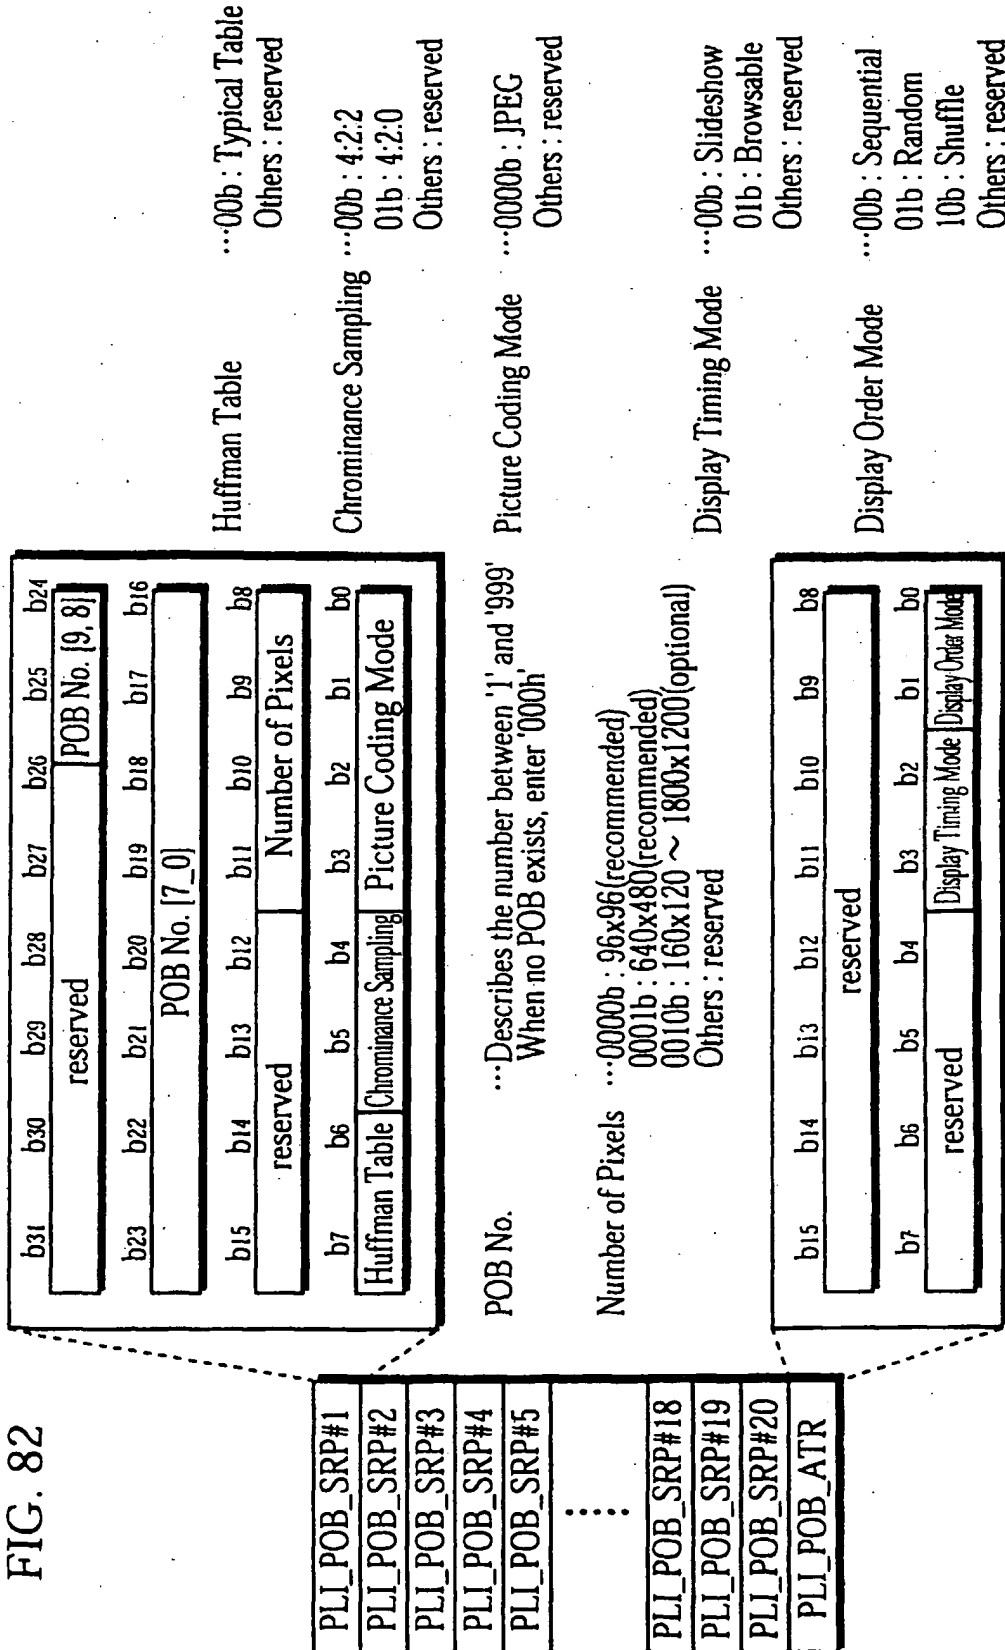 FIG. 82
PLI_POB_SRP#1
PLI_POB_SRP#2
PLI_POB_SRP#3
PLI_POB_SRP#4
PLI_POB_SRP#5
......
PLI_POB_SRP#18
PLI_POB_SRP#19
PLI_POB_SRP#20
PLI_POB_ATR
b31 b30 b29 b28 b27 b26 b25 b24
reserved POB No. [9, 8]
b23 b22 b21 b20 b19 b18 b17 b16
POB No. [7_0]
b15 b14 b13 b12 b11 b10 b9 b8
reserved Number of Pixels
b7 b6 b5 b4 b3 b2 b1 b0
Huffman Table Chrominance Sampling Picture Coding Mode
POB No. ...Describes the number between '1' and '999'
When no POB exists, enter '000h'
Number of Pixels ...0000b : 96x96(recommended)
0001b : 640x480(recommended)
0010b : 160x120 ~ 1800x1200(optional)
Others : reserved
b15 b14 b13 b12 b11 b10 b9 b8
reserved
b7 b6 b5 b4 b3 b2 b1 b0
reserved Display Timing Mode Display Order Mode
Huffman Table ...00b : Typical Table
Others : reserved
Chrominance Sampling ...00b : 4:2:2
01b : 4:2:0
Others : reserved
Picture Coding Mode ...0000b : JPEG
Others : reserved
Display Timing Mode ...00b : Slideshow
01b : Browsable
Others : reserved
Display Order Mode ...00b : Sequential
01b : Random
10b : Shuffle
Others : reserved